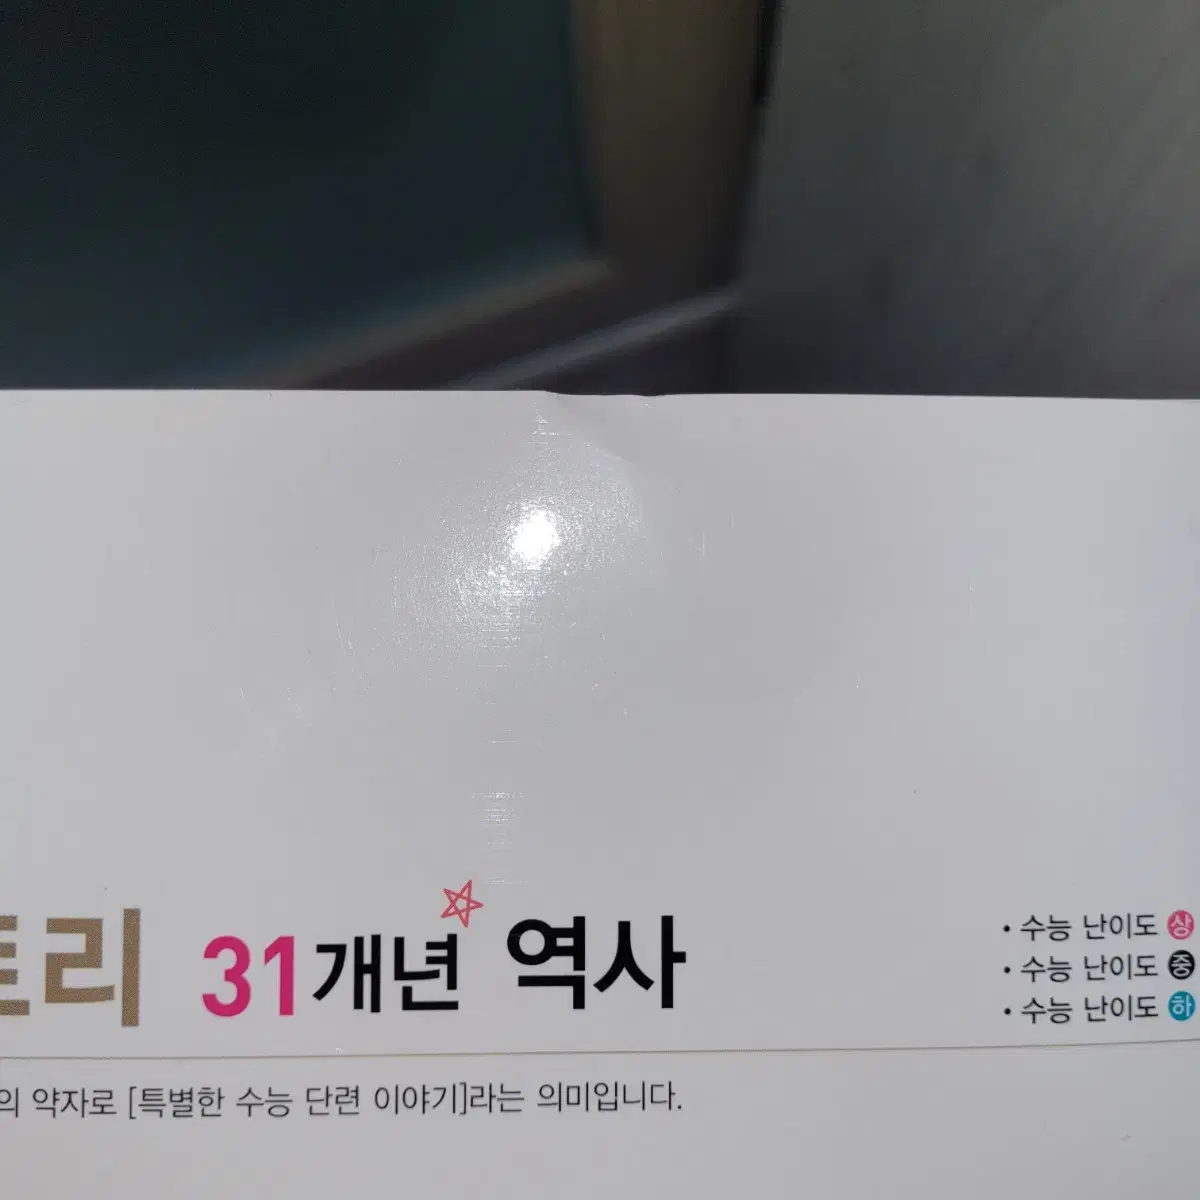 토리 31개년 역사
• 수능 난이도 상
• 수능 난이도 중
• 수능 난이도 하
의 약자로 [특별한 수능 단련 이야기]라는 의미입니다.